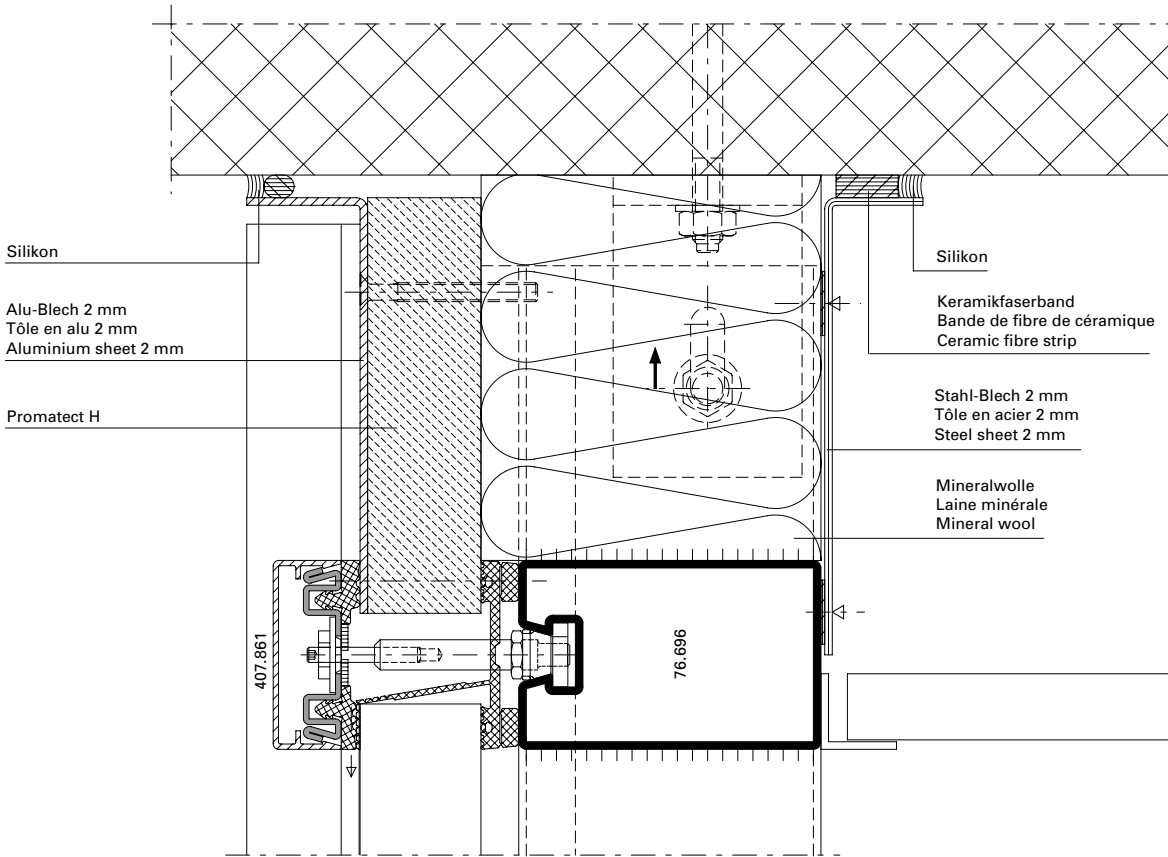 Silikon
Alu-Blech 2 mm
Tôle en alu 2 mm
Aluminium sheet 2 mm
Promatect H
407.861
76.696
Silikon
Keramikfaserband
Bande de fibre de céramique
Ceramic fibre strip
Stahl-Blech 2 mm
Tôle en acier 2 mm
Steel sheet 2 mm
Mineralwolle
Laine minérale
Mineral wool